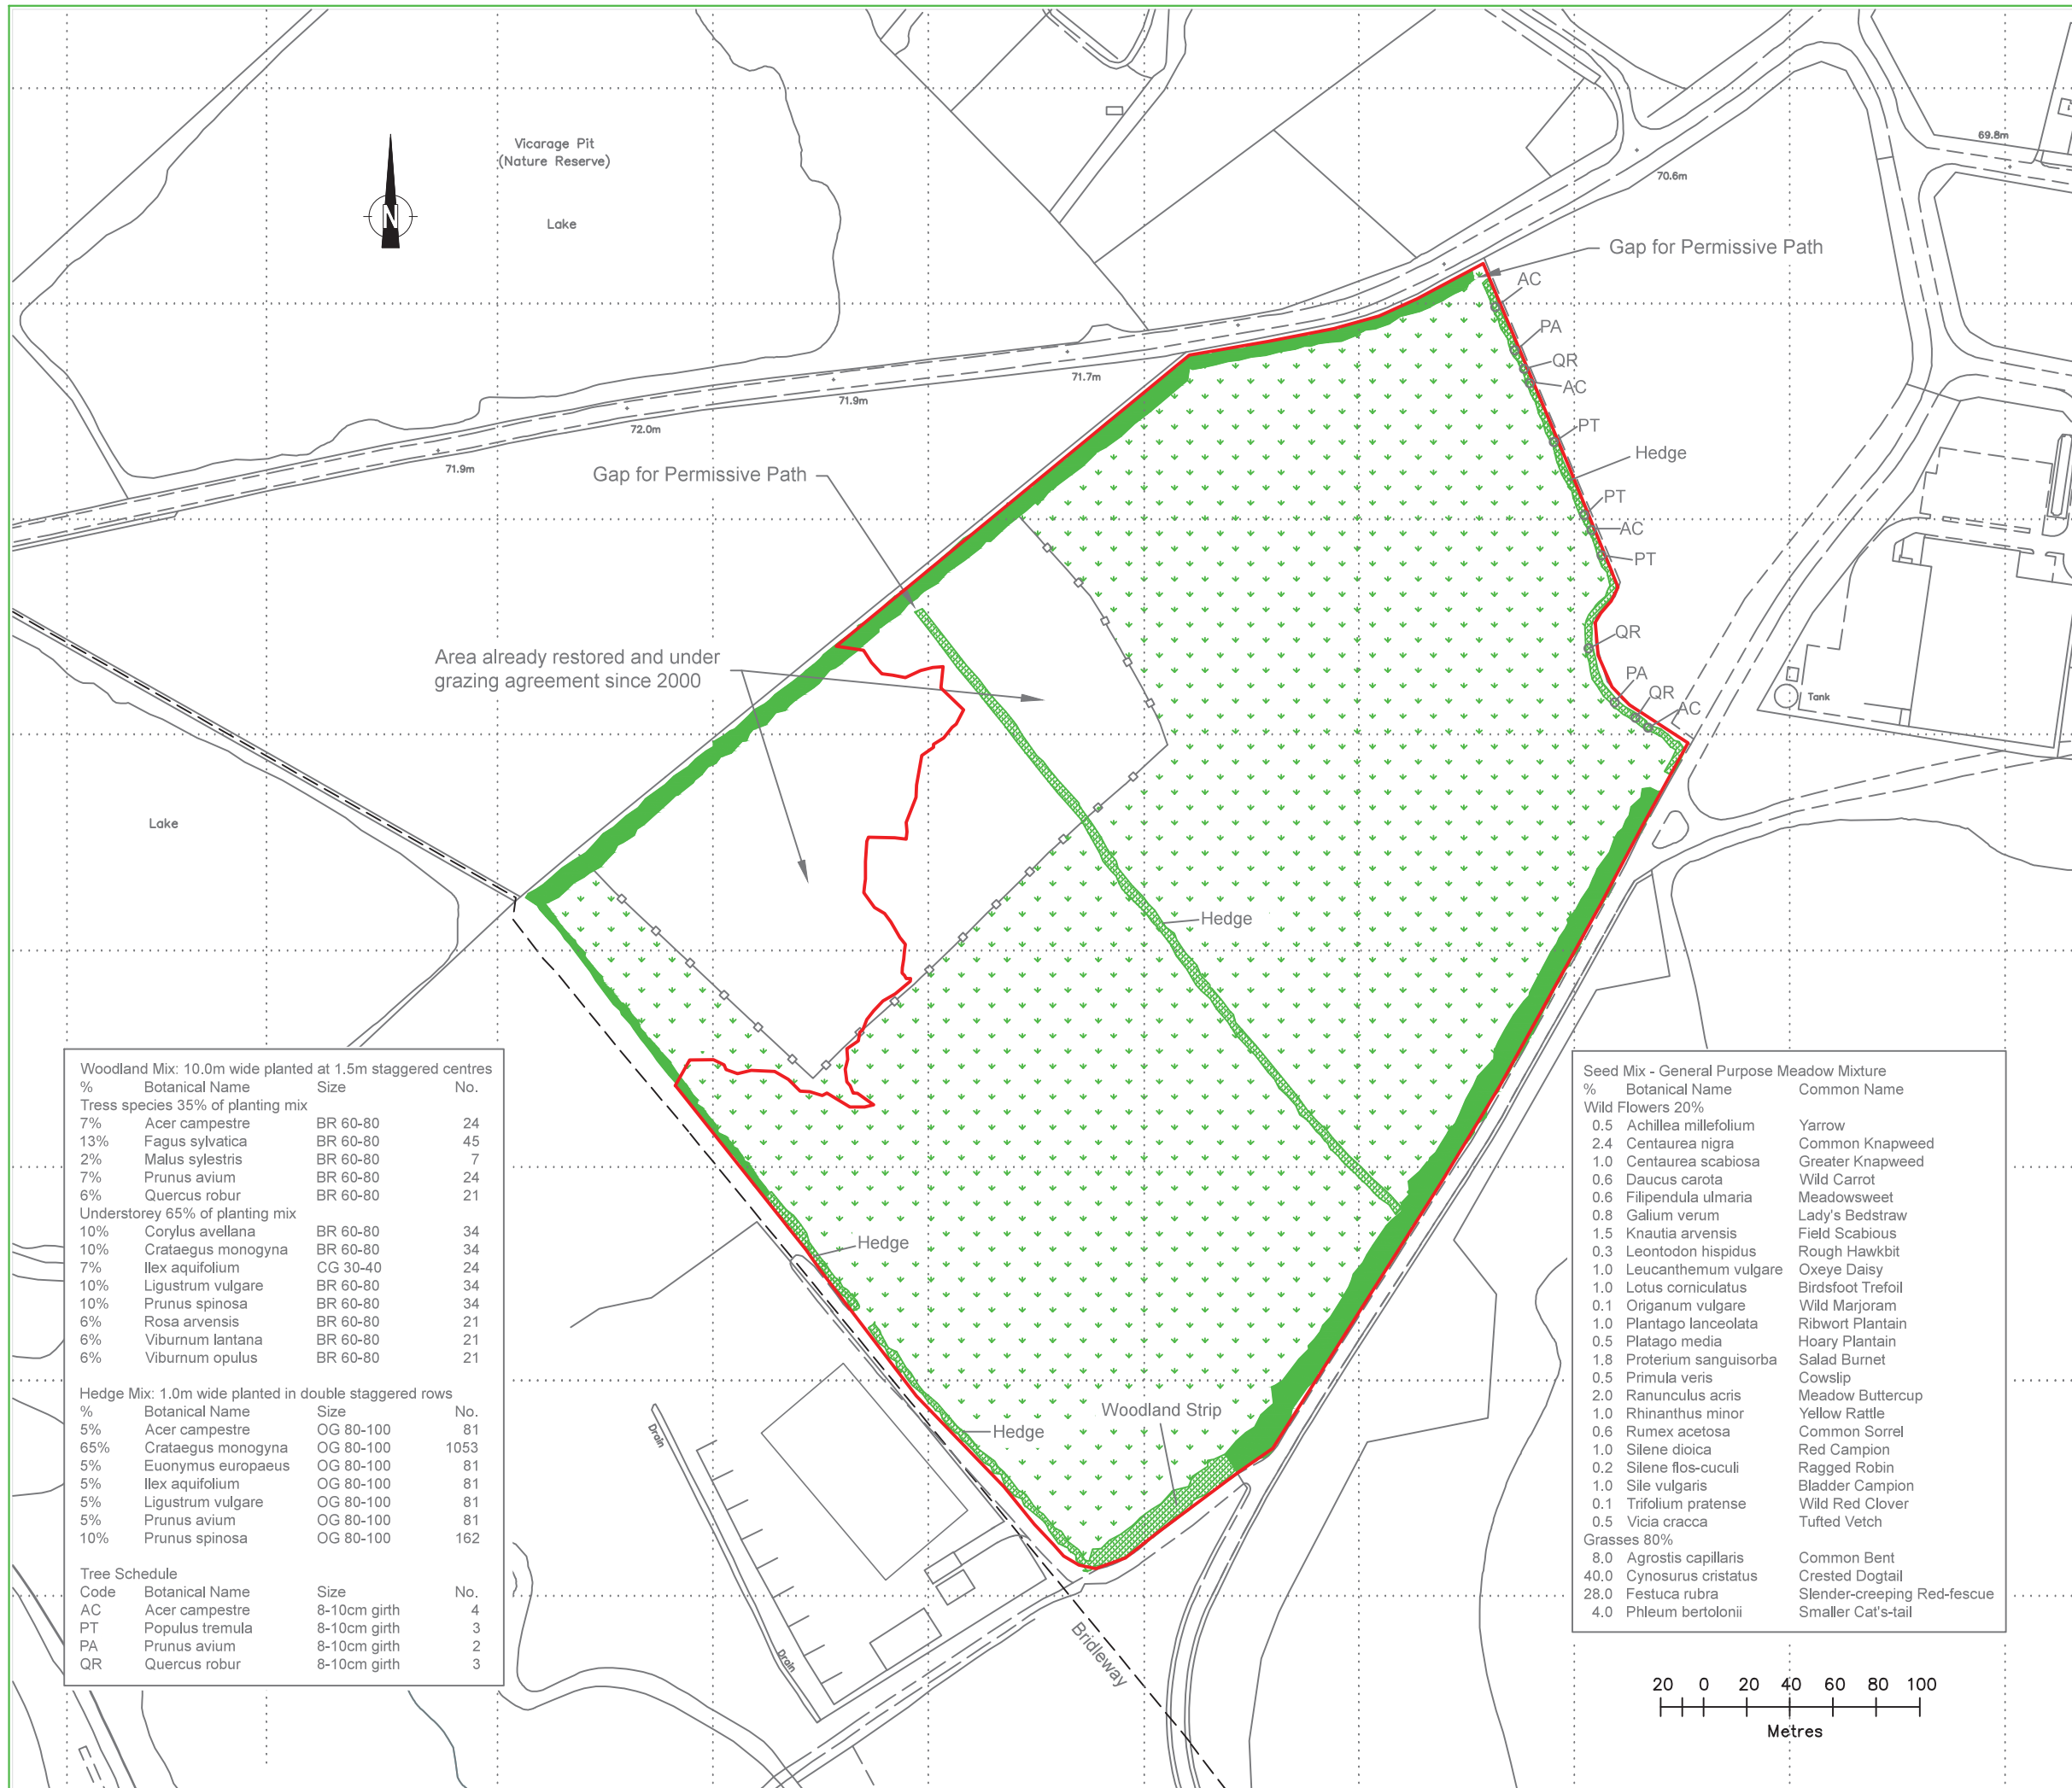 Vicarage Pit
(Nature Reserve)
Lake
N
69.8m
70.6m
Gap for Permissive Path
AC
PA
QR
AC
PT
Hedge
PT
AC
PT
QR
PA
QR
AC
71.7m
71.9m
72.0m
71.9m
Gap for Permissive Path
Area already restored and under
grazing agreement since 2000
Tank
Lake
Hedge
Hedge
Hedge
Woodland Strip
Drain
Drain
Bridleway
Woodland Mix: 10.0m wide planted at 1.5m staggered centres
% Botanical Name Size No.
Tress species 35% of planting mix
7% Acer campestre BR 60-80 24
13% Fagus sylvatica BR 60-80 45
2% Malus sylestris BR 60-80 7
7% Prunus avium BR 60-80 24
6% Quercus robur BR 60-80 21
Understorey 65% of planting mix
10% Corylus avellana BR 60-80 34
10% Crataegus monogyna BR 60-80 34
7% Ilex aquifolium CG 30-40 24
10% Ligustrum vulgare BR 60-80 34
10% Prunus spinosa BR 60-80 34
6% Rosa arvensis BR 60-80 21
6% Viburnum lantana BR 60-80 21
6% Viburnum opulus BR 60-80 21
Hedge Mix: 1.0m wide planted in double staggered rows
% Botanical Name Size No.
5% Acer campestre OG 80-100 81
65% Crataegus monogyna OG 80-100 1053
5% Euonymus europaeus OG 80-100 81
5% Ilex aquifolium OG 80-100 81
5% Ligustrum vulgare OG 80-100 81
5% Prunus avium OG 80-100 81
10% Prunus spinosa OG 80-100 162
Tree Schedule
Code Botanical Name Size No.
AC Acer campestre 8-10cm girth 4
PT Populus tremula 8-10cm girth 3
PA Prunus avium 8-10cm girth 2
QR Quercus robur 8-10cm girth 3
Seed Mix - General Purpose Meadow Mixture
% Botanical Name Common Name
Wild Flowers 20%
0.5 Achillea millefolium Yarrow
2.4 Centaurea nigra Common Knapweed
1.0 Centaurea scabiosa Greater Knapweed
0.6 Daucus carota Wild Carrot
0.6 Filipendula ulmaria Meadowsweet
0.8 Galium verum Lady's Bedstraw
1.5 Knautia arvensis Field Scabious
0.3 Leontodon hispidus Rough Hawkbit
1.0 Leucanthemum vulgare Oxeye Daisy
1.0 Lotus corniculatus Birdsfoot Trefoil
0.1 Origanum vulgare Wild Marjoram
1.0 Plantago lanceolata Ribwort Plantain
0.5 Platago media Hoary Plantain
1.8 Proterium sanguisorba Salad Burnet
0.5 Primula veris Cowslip
2.0 Ranunculus acris Meadow Buttercup
1.0 Rhinanthus minor Yellow Rattle
0.6 Rumex acetosa Common Sorrel
1.0 Silene dioica Red Campion
0.2 Silene flos-cuculi Ragged Robin
1.0 Sile vulgaris Bladder Campion
0.1 Trifolium pratense Wild Red Clover
0.5 Vicia cracca Tufted Vetch
Grasses 80%
8.0 Agrostis capillaris Common Bent
40.0 Cynosurus cristatus Crested Dogtail
28.0 Festuca rubra Slender-creeping Red-fescue
4.0 Phleum bertolonii Smaller Cat's-tail
20 0 20 40 60 80 100
Metres